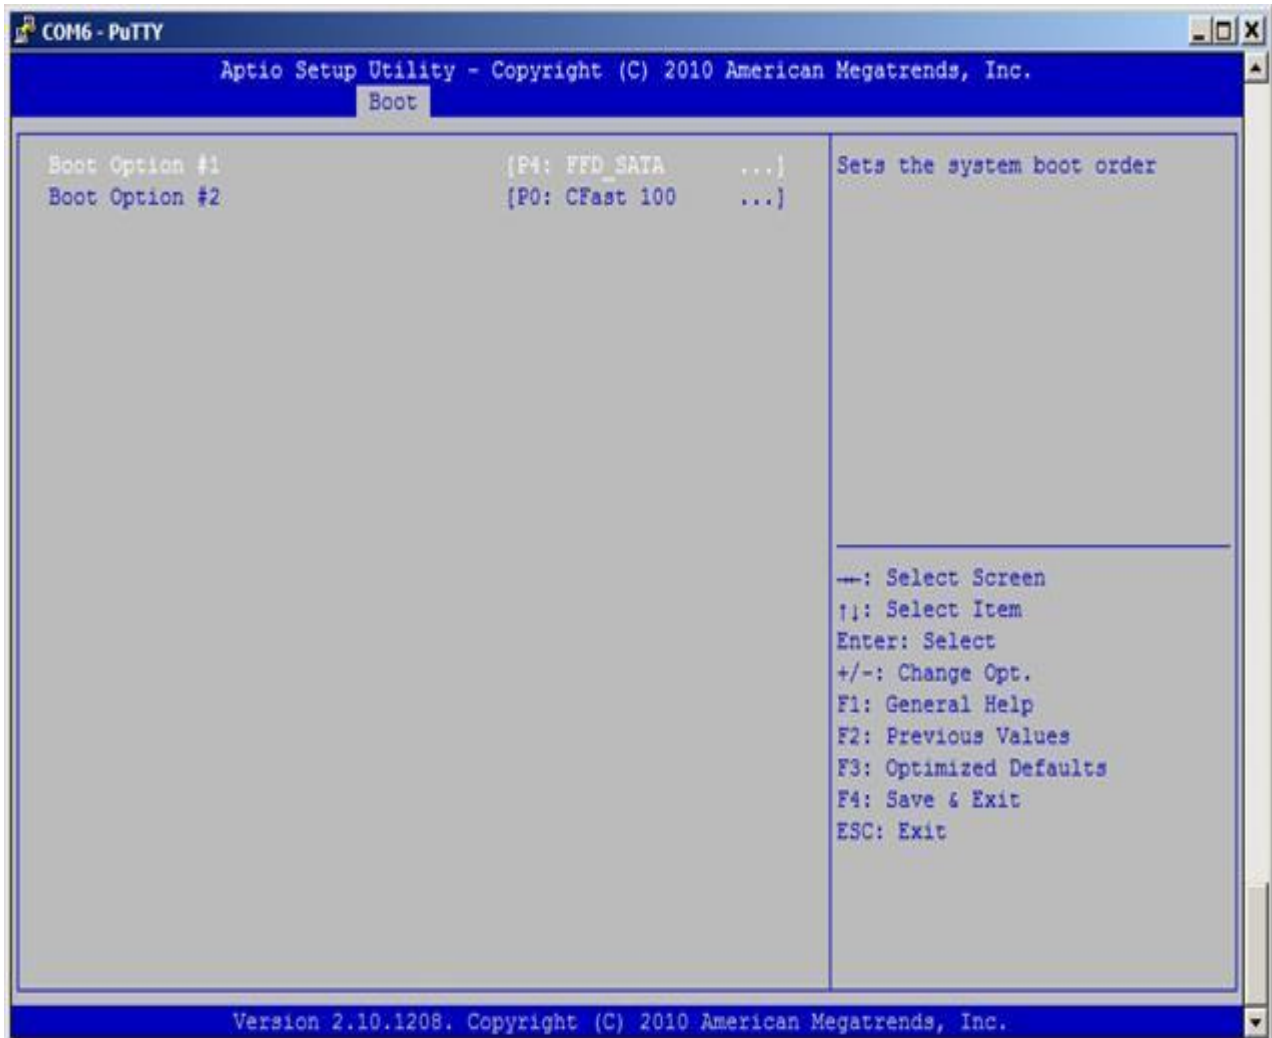 COM6 - PuTTY
Aptio Setup Utility - Copyright (C) 2010 American Megatrends, Inc.
Boot
Boot Option #1 [P4: FFD_SATA ...]
Boot Option #2 [P0: CFast 100 ...]
Sets the system boot order
→←: Select Screen
↑↓: Select Item
Enter: Select
+/-: Change Opt.
F1: General Help
F2: Previous Values
F3: Optimized Defaults
F4: Save & Exit
ESC: Exit
Version 2.10.1208. Copyright (C) 2010 American Megatrends, Inc.